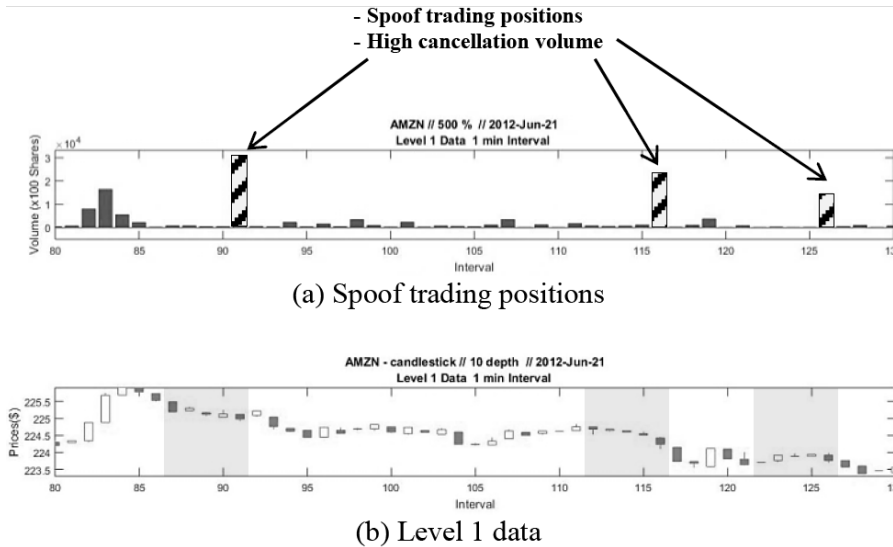 - Spoof trading positions
- High cancellation volume
AMZN // 500 % // 2012-Jun-21
Level 1 Data 1 min Interval
× 10^4
Volume (x100 Shares)
3
2
1
0
80 85 90 95 100 105 110 115 120 125
Interval
(a) Spoof trading positions
AMZN - candlestick // 10 depth // 2012-Jun-21
Level 1 Data 1 min Interval
Prices($)
225.5
225
224.5
224
223.5
80 85 90 95 100 105 110 115 120 125
Interval
(b) Level 1 data